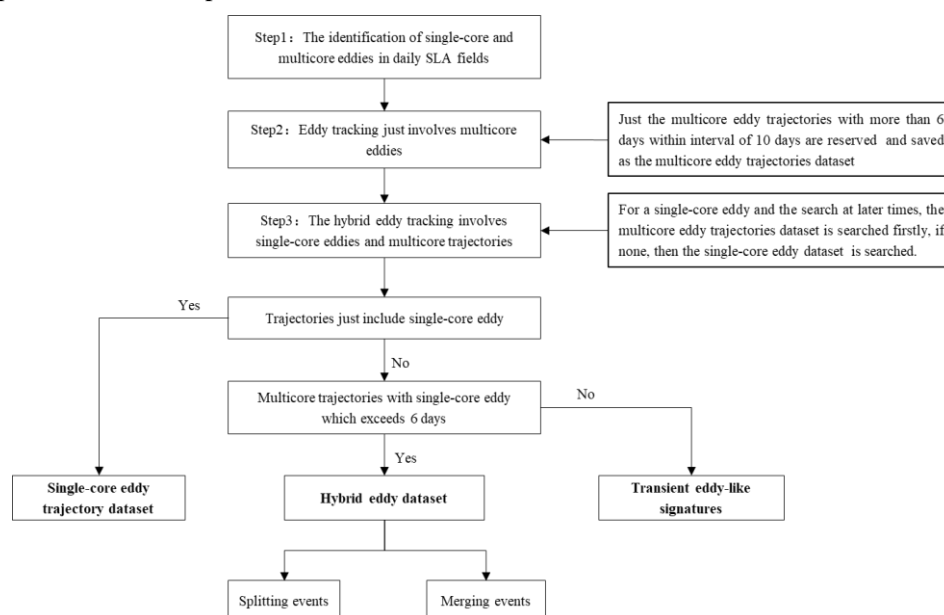 Step1：The identification of single-core and
multicore eddies in daily SLA fields
Step2：Eddy tracking just involves multicore
eddies
Just the multicore eddy trajectories with more than 6
days within interval of 10 days are reserved and saved
as the multicore eddy trajectories dataset
Step3：The hybrid eddy tracking involves
single-core eddies and multicore trajectories
For a single-core eddy and the search at later times, the
multicore eddy trajectories dataset is searched firstly, if
none, then the single-core eddy dataset is searched.
Yes
Trajectories just include single-core eddy
No
Multicore trajectories with single-core eddy
which exceeds 6 days
No
Yes
Single-core eddy
trajectory dataset
Hybrid eddy dataset
Transient eddy-like
signatures
Splitting events
Merging events